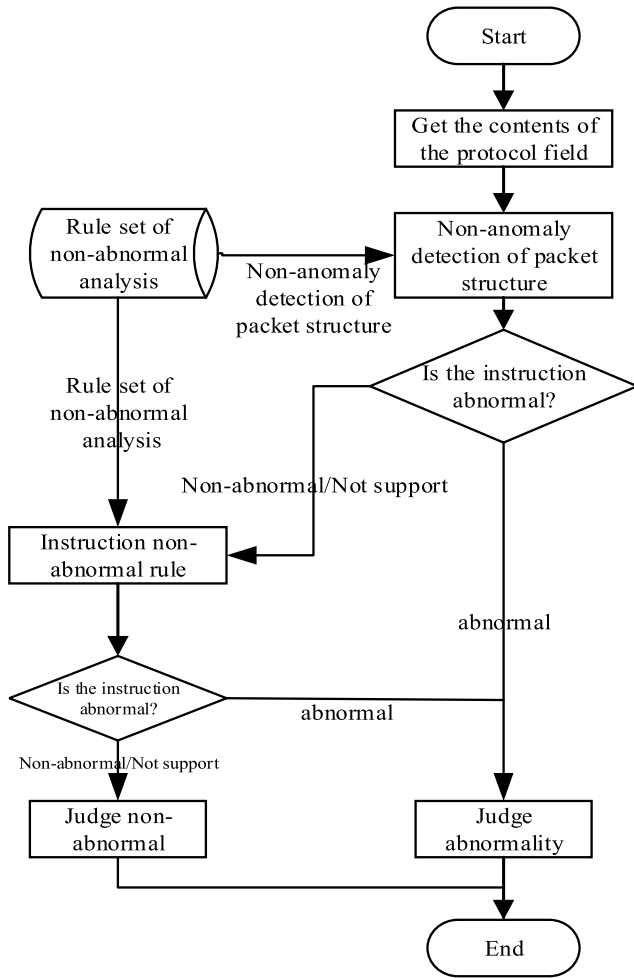 Start
Get the contents of
the protocol field
Rule set of
non-abnormal
analysis
Non-anomaly
detection of packet
structure
Non-anomaly
detection of
packet structure
Is the instruction
abnormal?
Rule set of
non-abnormal
analysis
Non-abnormal/Not support
Instruction non-
abnormal rule
abnormal
Is the instruction
abnormal?
abnormal
Non-abnormal/Not support
Judge non-
abnormal
Judge
abnormality
End